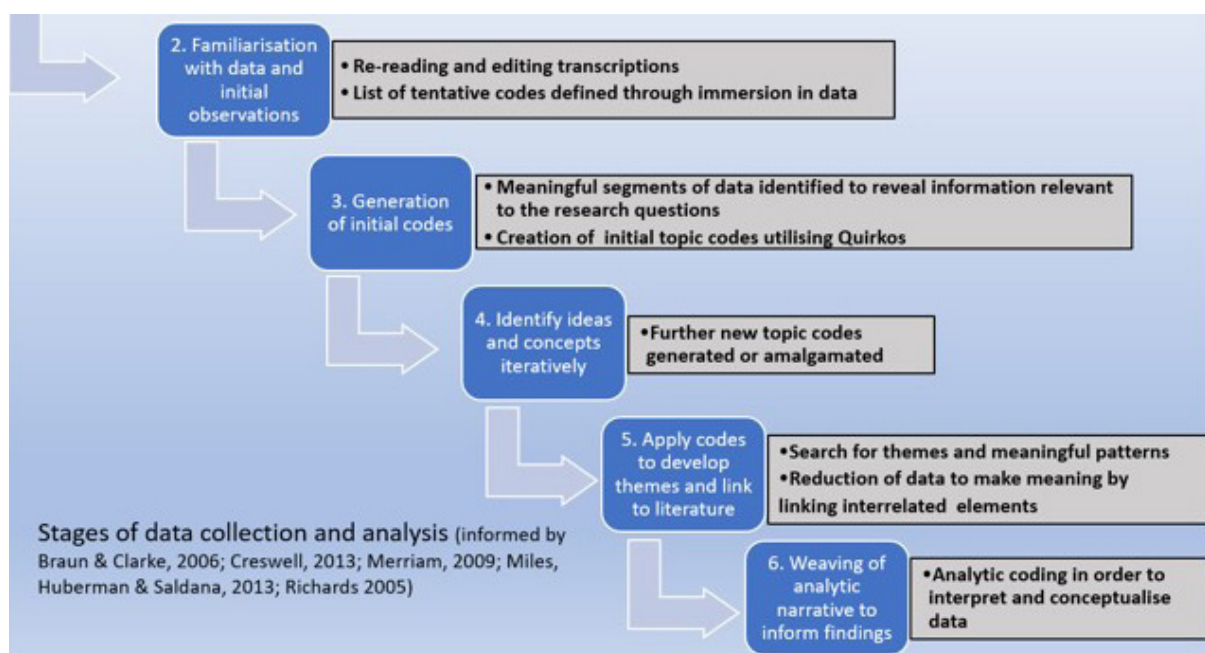 2. Familiarisation
with data and
initial
observations
• Re-reading and editing transcriptions
• List of tentative codes defined through immersion in data
3. Generation
of initial codes
• Meaningful segments of data identified to reveal information relevant
to the research questions
• Creation of initial topic codes utilising Quirkos
4. Identify ideas
and concepts
iteratively
•Further new topic codes
generated or amalgamated
5. Apply codes
to develop
themes and link
to literature
•Search for themes and meaningful patterns
•Reduction of data to make meaning by
linking interrelated elements
Stages of data collection and analysis (informed by
Braun & Clarke, 2006; Creswell, 2013; Merriam, 2009; Miles,
Huberman & Saldana, 2013; Richards 2005)
6. Weaving of
analytic
narrative to
inform findings
•Analytic coding in order to
interpret and conceptualise
data